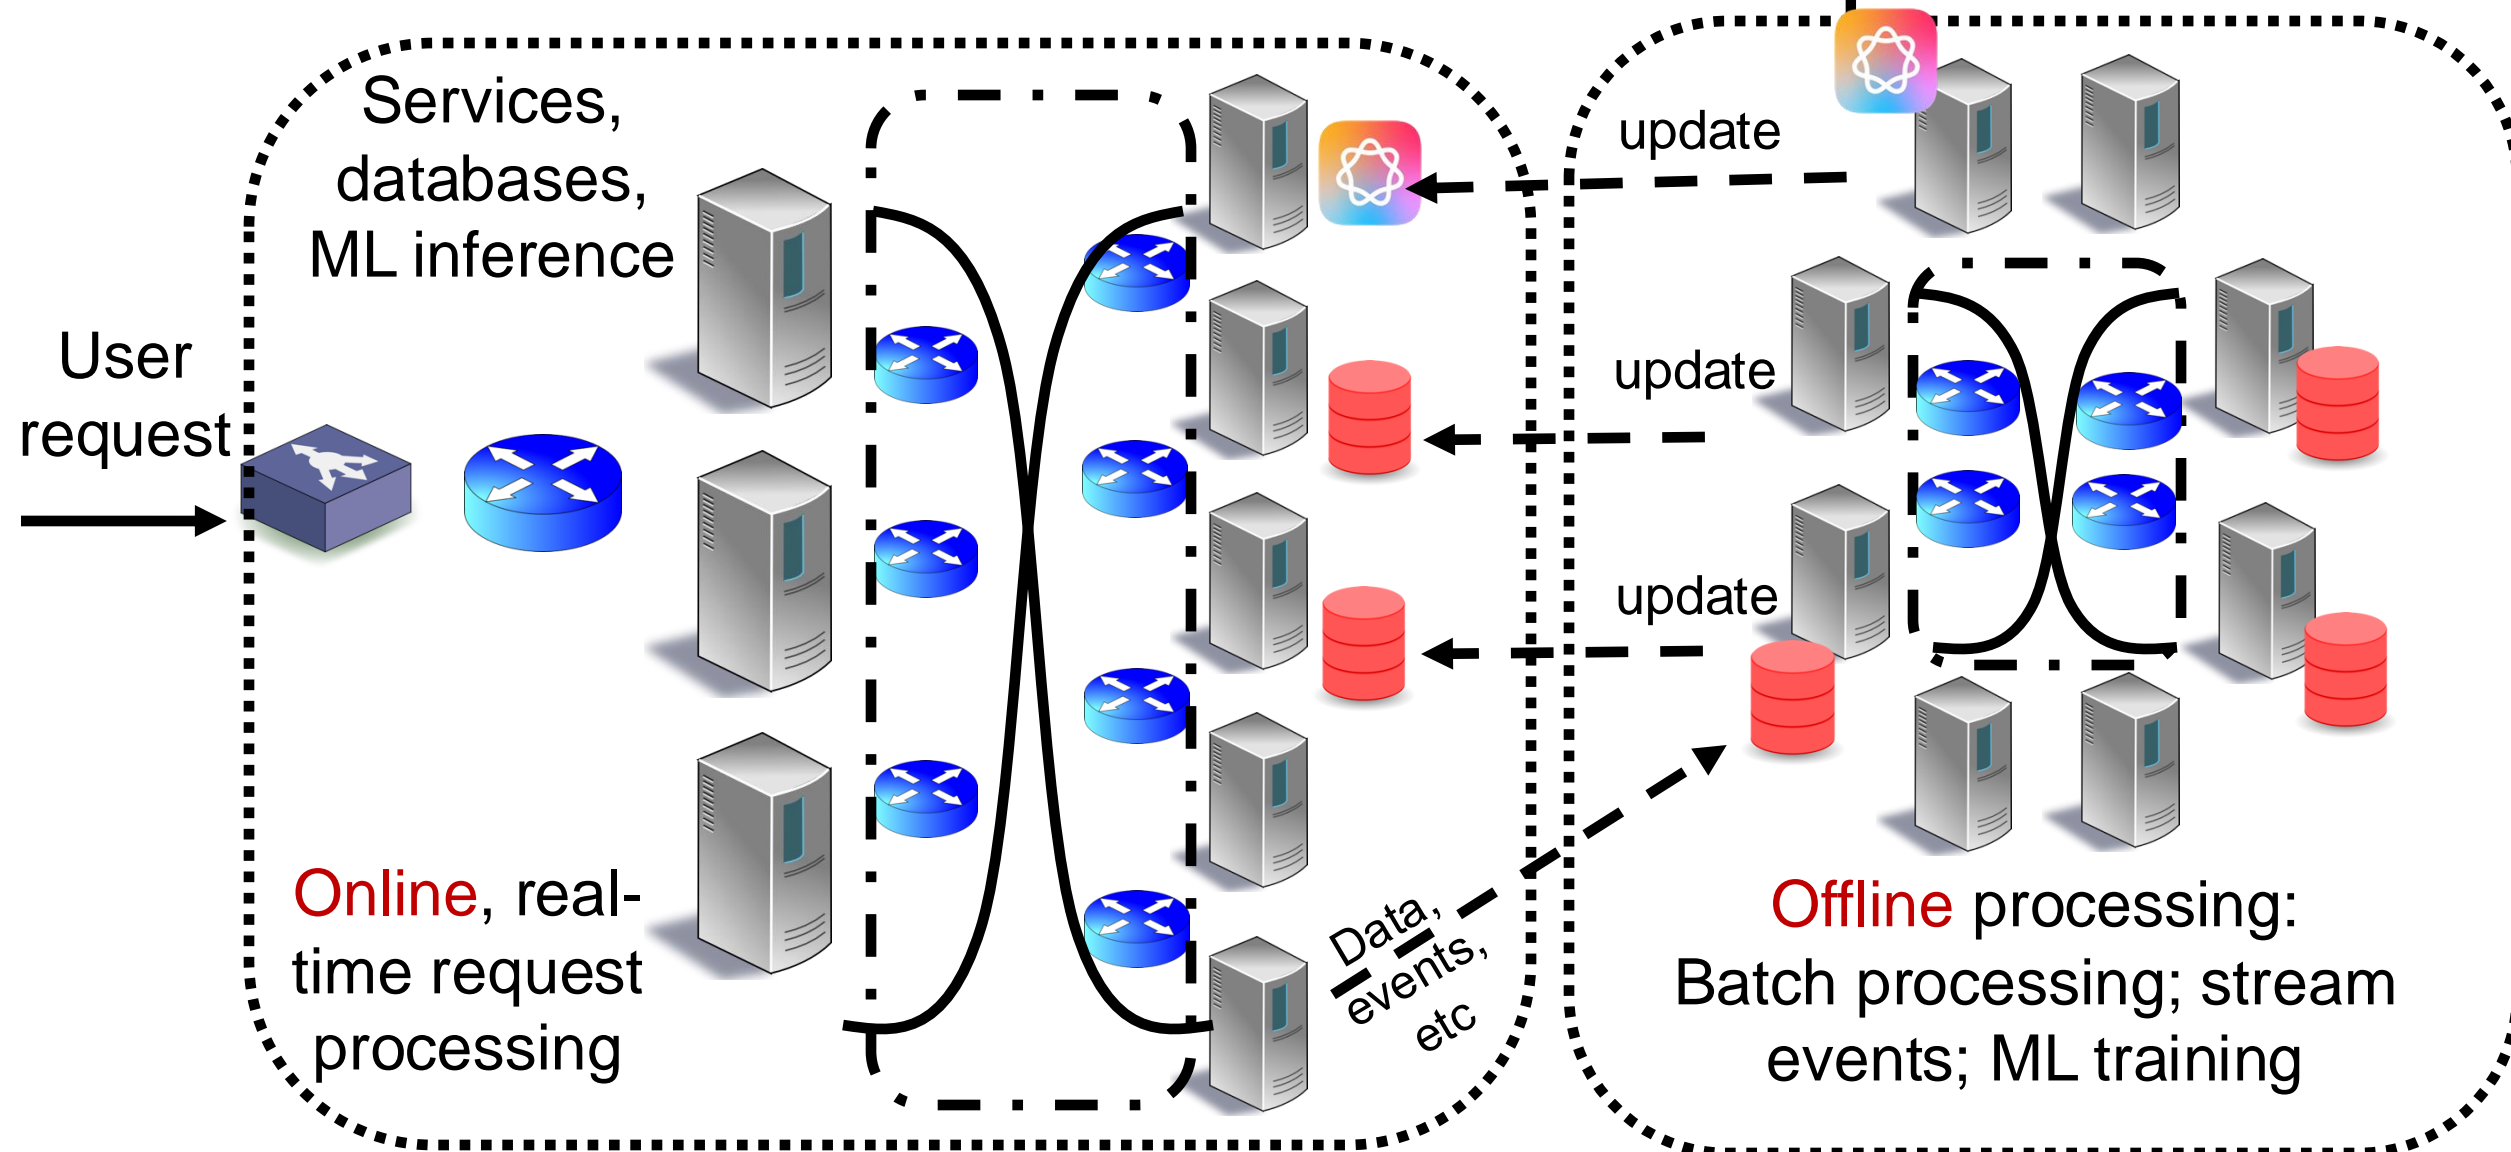 Services,
databases,
ML inference
User
request
Online, real-
time request
processing
update
update
update
Data,
events,
etc
Offline processing:
Batch processing; stream
events; ML training